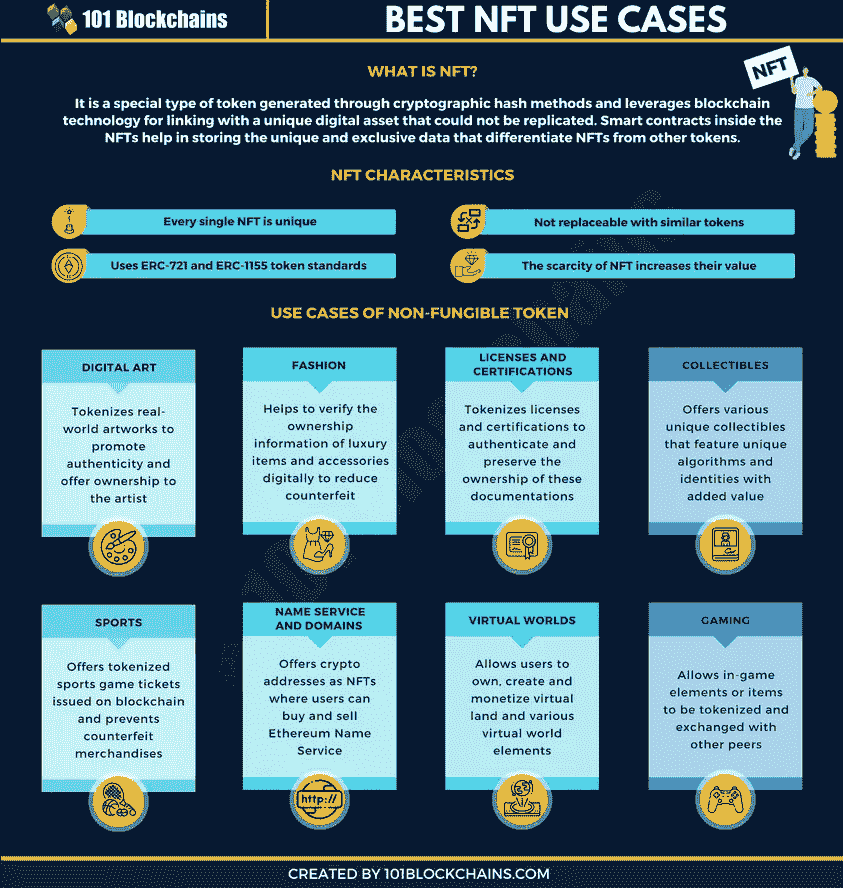 101 Blockchains
BEST NFT USE CASES
WHAT IS NFT?
NFT
It is a special type of token generated through cryptographic hash methods and leverages blockchain
technology for linking with a unique digital asset that could not be replicated. Smart contracts inside the
NFTs help in storing the unique and exclusive data that differentiate NFTs from other tokens.
NFT CHARACTERISTICS
Every single NFT is unique
Not replaceable with similar tokens
Uses ERC-721 and ERC-1155 token standards
The scarcity of NFT increases their value
USE CASES OF NON-FUNGIBLE TOKEN
DIGITAL ART
Tokenizes real-
world artworks to
promote
authenticity and
offer ownership to
the artist
FASHION
Helps to verify the
ownership
information of luxury
items and accessories
digitally to reduce
counterfeit
LICENSES AND
CERTIFICATIONS
Tokenizes licenses
and certifications to
authenticate and
preserve the
ownership of these
documentations
COLLECTIBLES
Offers various
unique collectibles
that feature unique
algorithms and
identities with
added value
SPORTS
Offers tokenized
sports game tickets
issued on blockchain
and prevents
counterfeit
merchandises
NAME SERVICE
AND DOMAINS
Offers crypto
addresses as NFTs
where users can
buy and sell
Ethereum Name
Service
http://
VIRTUAL WORLDS
Allows users to
own, create and
monetize virtual
land and various
virtual world
elements
GAMING
Allows in-game
elements or items
to be tokenized and
exchanged with
other peers
CREATED BY 101BLOCKCHAINS.COM